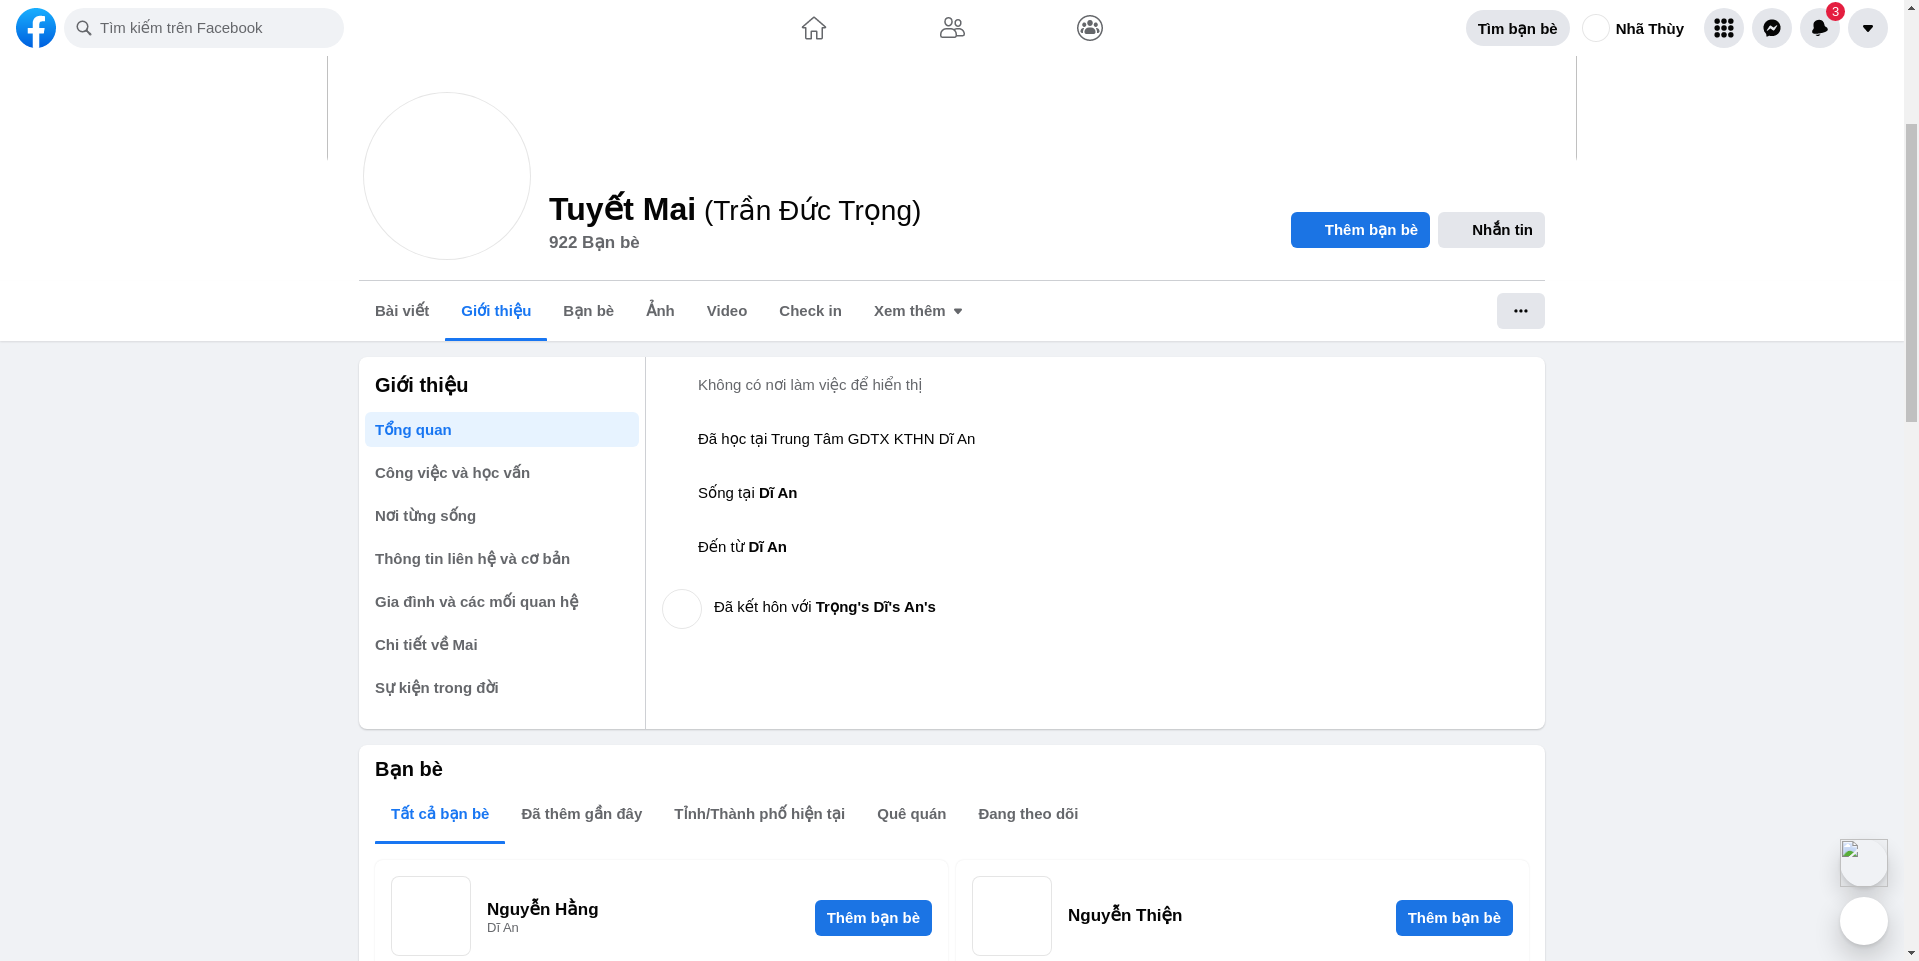 Tìm kiếm trên Facebook
Tìm bạn bè
Nhã Thùy
3
Tuyết Mai (Trần Đức Trọng)
922 Bạn bè
Thêm bạn bè
Nhắn tin
Bài viết
Giới thiệu
Bạn bè
Ảnh
Video
Check in
Xem thêm
Giới thiệu
Tổng quan
Công việc và học vấn
Nơi từng sống
Thông tin liên hệ và cơ bản
Gia đình và các mối quan hệ
Chi tiết về Mai
Sự kiện trong đời
Không có nơi làm việc để hiển thị
Đã học tại Trung Tâm GDTX KTHN Dĩ An
Sống tại Dĩ An
Đến từ Dĩ An
Đã kết hôn với Trọng's Dĩ's An's
Bạn bè
Tất cả bạn bè
Đã thêm gần đây
Tỉnh/Thành phố hiện tại
Quê quán
Đang theo dõi
Nguyễn Hằng
Dĩ An
Thêm bạn bè
Nguyễn Thiện
Thêm bạn bè